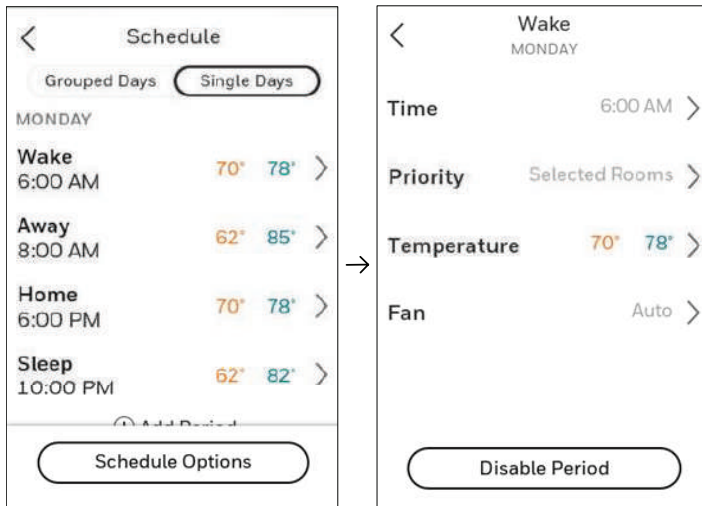 Schedule
Grouped Days Single Days
MONDAY
Wake
6:00 AM
70° 78°
Away
8:00 AM
62° 85°
Home
6:00 PM
70° 78°
Sleep
10:00 PM
62° 82°
Add Period
Schedule Options
Wake
MONDAY
Time 6:00 AM
Priority Selected Rooms
Temperature 70° 78°
Fan Auto
Disable Period